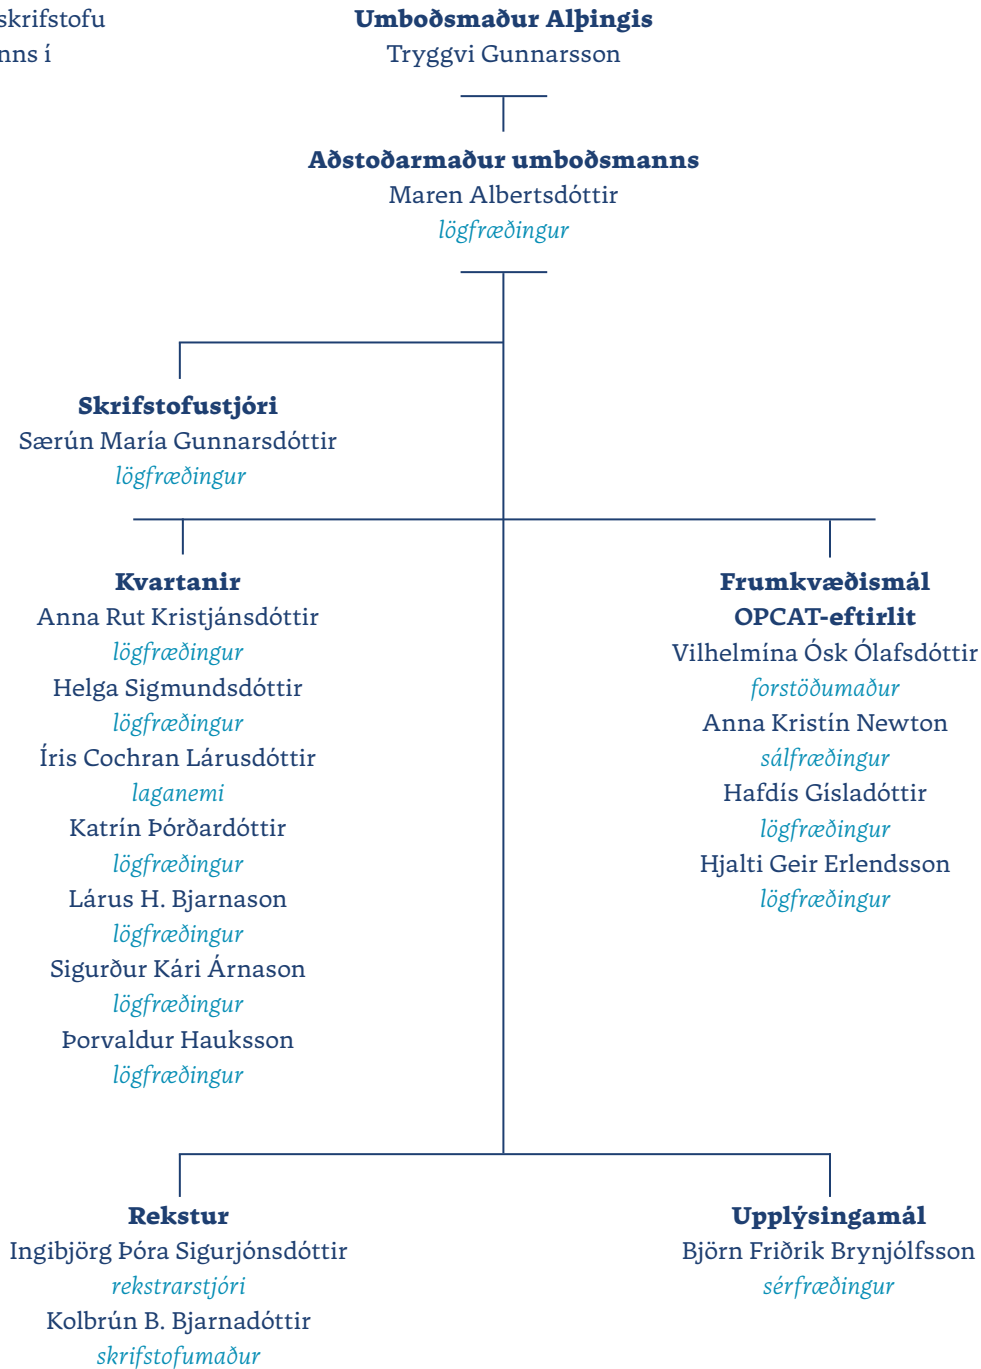 skrifstofu
nns í
Umboðsmaður Alþingis
Tryggvi Gunnarsson
Aðstoðarmaður umboðsmanns
Maren Albertsdóttir
lögfræðingur
Skrifstofustjóri
Særún María Gunnarsdóttir
lögfræðingur
Kvartanir
Anna Rut Kristjánsdóttir
lögfræðingur
Helga Sigmundsdóttir
lögfræðingur
Íris Cochran Lárusdóttir
laganemi
Katrín Þórðardóttir
lögfræðingur
Lárus H. Bjarnason
lögfræðingur
Sigurður Kári Árnason
lögfræðingur
Þorvaldur Hauksson
lögfræðingur
Frumkvæðismál
OPCAT-eftirlit
Vilhelmína Ósk Ólafsdóttir
forstöðumaður
Anna Kristín Newton
sálfræðingur
Hafdís Gísladóttir
lögfræðingur
Hjalti Geir Erlendsson
lögfræðingur
Rekstur
Ingibjörg Þóra Sigurjónsdóttir
rekstrarstjóri
Kolbrún B. Bjarnadóttir
skrifstofumaður
Upplýsingamál
Björn Friðrik Brynjólfsson
sérfræðingur